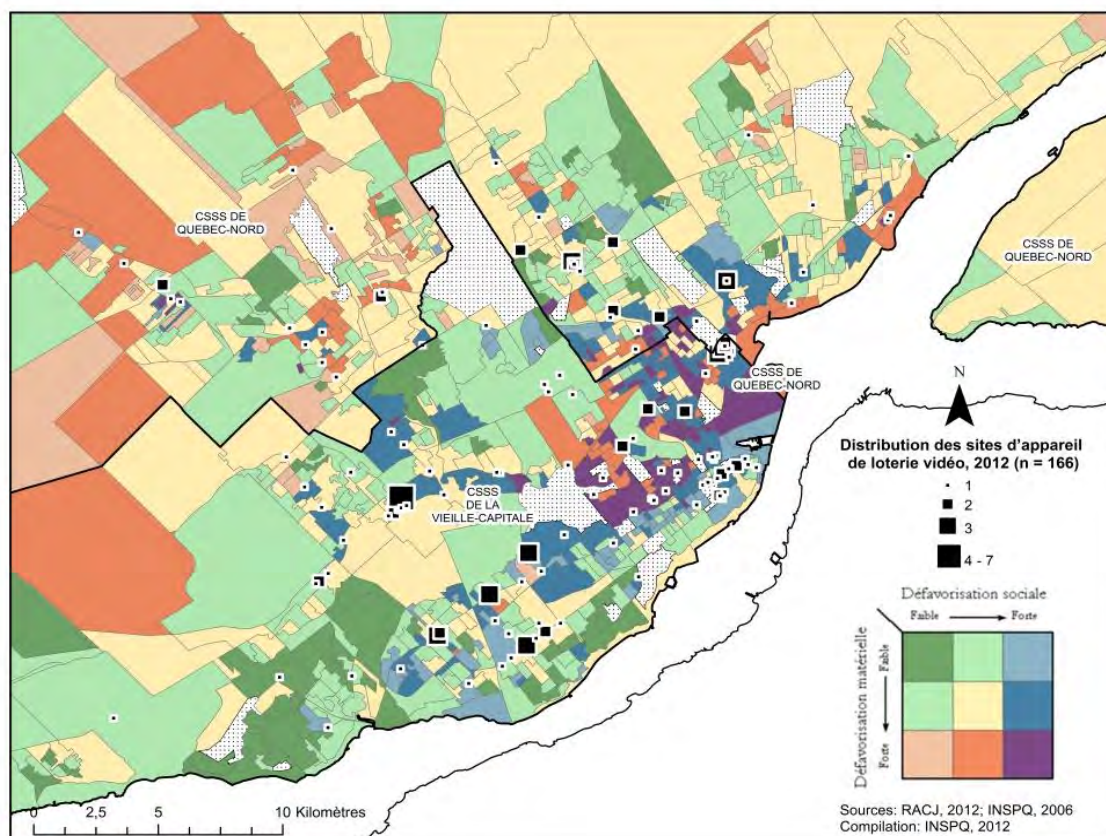 CSSS DE
QUEBEC-NORD
CSSS DE
QUEBEC-NORD
CSSS DE
QUEBEC-NORD
CSSS
DE LA
VIEILLE-CAPITALE
N
Distribution des sites d'appareil
de loterie vidéo, 2012 (n = 166)
1
2
3
4 - 7
Défavorisation sociale
Faible
Forte
Défavorisation matérielle
Faible
Forte
0 2,5 5 10 Kilomètres
Sources: RACJ, 2012; INSPQ, 2006
Compilation: INSPQ, 2012